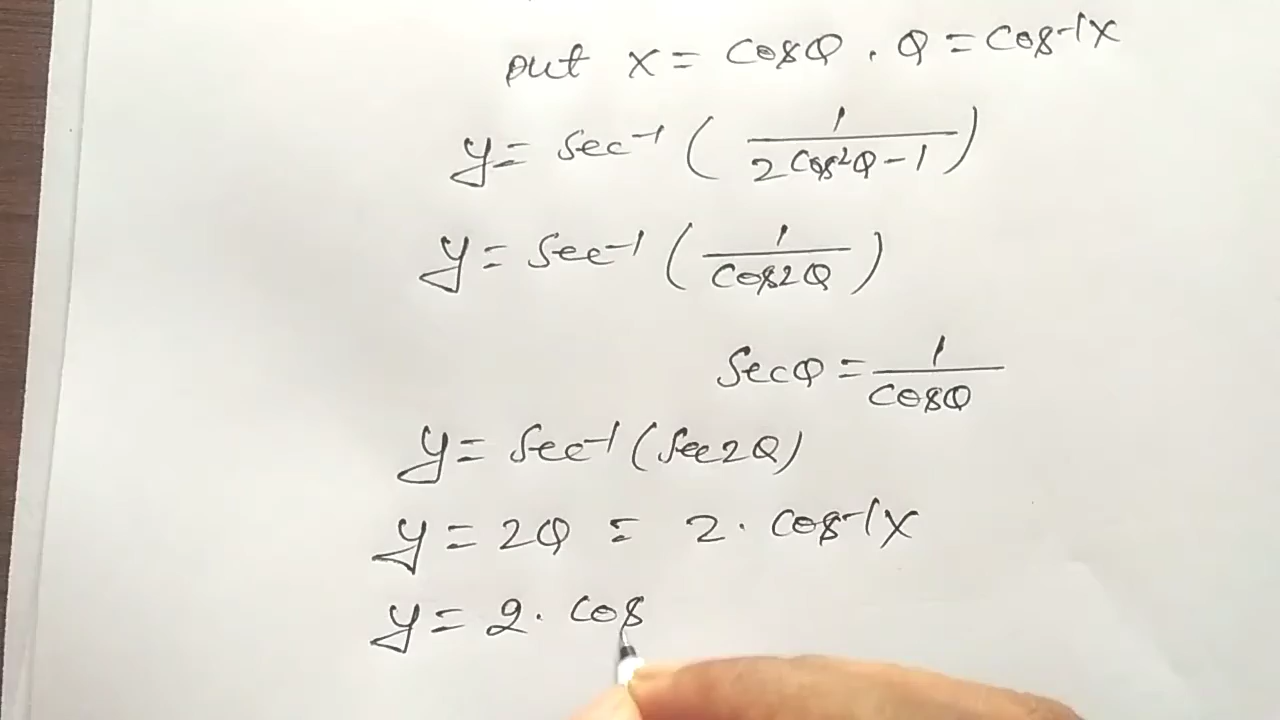 put x = cosθ . θ = cos⁻¹x
y = sec⁻¹ ( 1 / 2cos²θ - 1 )
y = sec⁻¹ ( 1 / cos2θ )
secθ = 1 / cosθ
y = sec⁻¹ (sec2θ)
y = 2θ = 2 · cos⁻¹x
y = 2 · cos